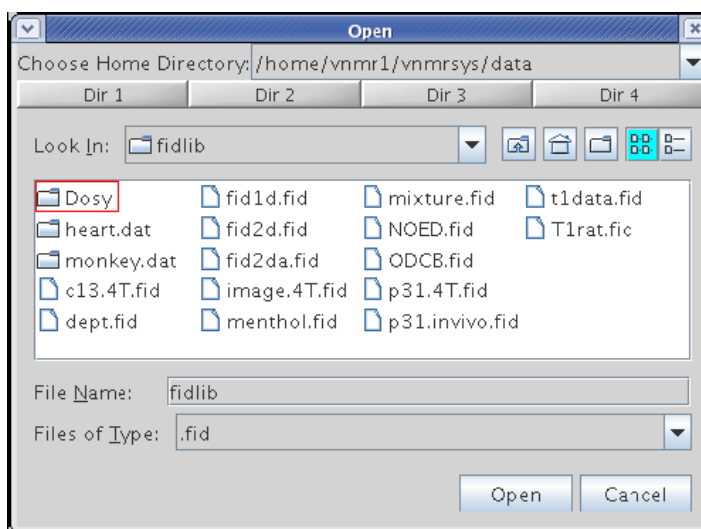 Open
Choose Home Directory: /home/vnmr1/vnmrsys/data
Dir 1 Dir 2 Dir 3 Dir 4
Look In: fidlib
Dosy fid1d.fid mixture.fid t1data.fid
heart.dat fid2d.fid NOED.fid T1rat.fic
monkey.dat fid2da.fid ODCB.fid
c13.4T.fid image.4T.fid p31.4T.fid
dept.fid menthol.fid p31.invivo.fid
File Name: fidlib
Files of Type: .fid
Open Cancel